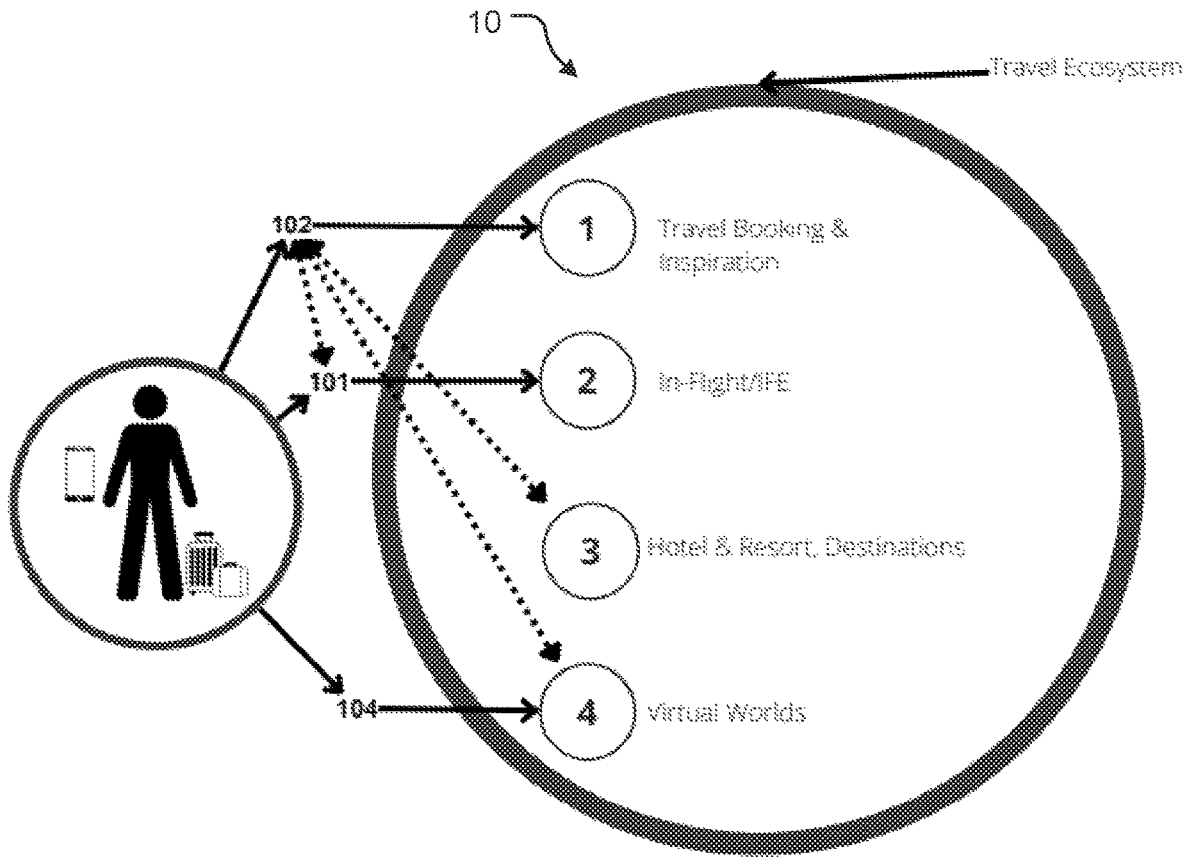 10
Travel Ecosystem
102
1
Travel Booking &
Inspiration
101
2
In-Flight/IFE
3
Hotel & Resort, Destinations
104
4
Virtual Worlds